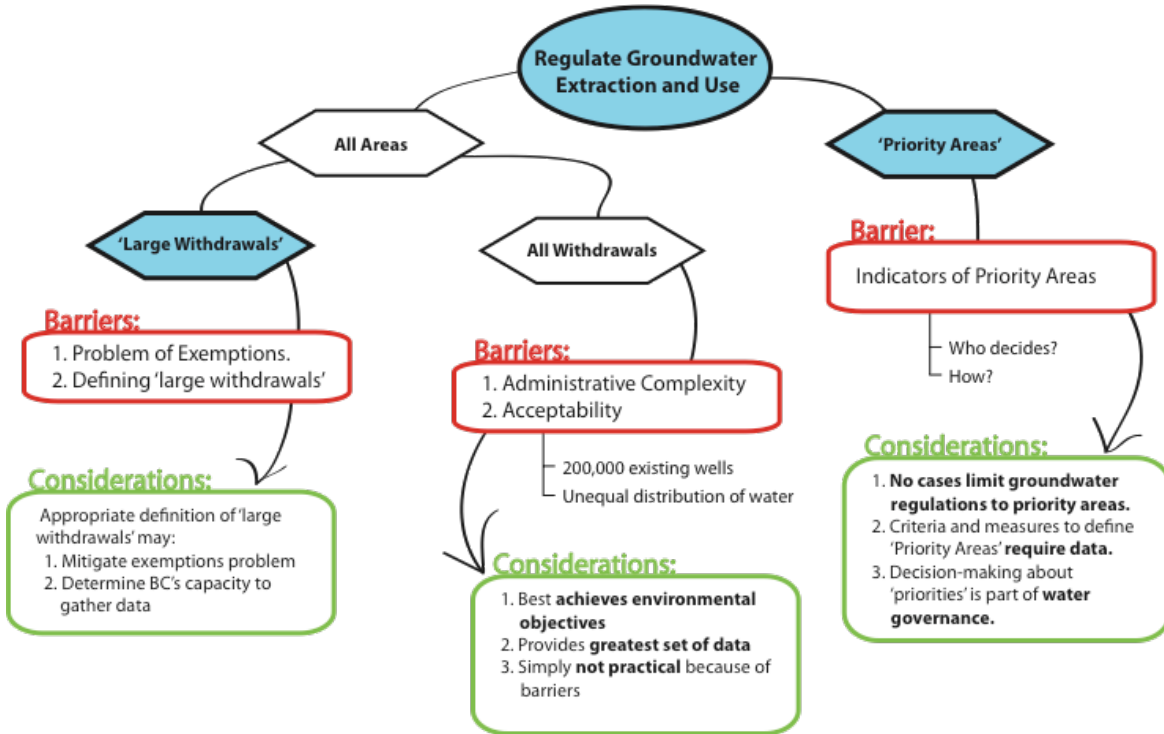 Regulate Groundwater
Extraction and Use
All Areas
'Priority Areas'
'Large Withdrawals'
All Withdrawals
Barriers:
1. Problem of Exemptions.
2. Defining 'large withdrawals'
Considerations:
Appropriate definition of 'large
withdrawals' may:
1. Mitigate exemptions problem
2. Determine BC's capacity to
gather data
Barriers:
1. Administrative Complexity
2. Acceptability
200,000 existing wells
Unequal distribution of water
Considerations:
1. Best achieves environmental
objectives
2. Provides greatest set of data
3. Simply not practical because of
barriers
Barrier:
Indicators of Priority Areas
Who decides?
How?
Considerations:
1. No cases limit groundwater
regulations to priority areas.
2. Criteria and measures to define
'Priority Areas' require data.
3. Decision-making about
'priorities' is part of water
governance.